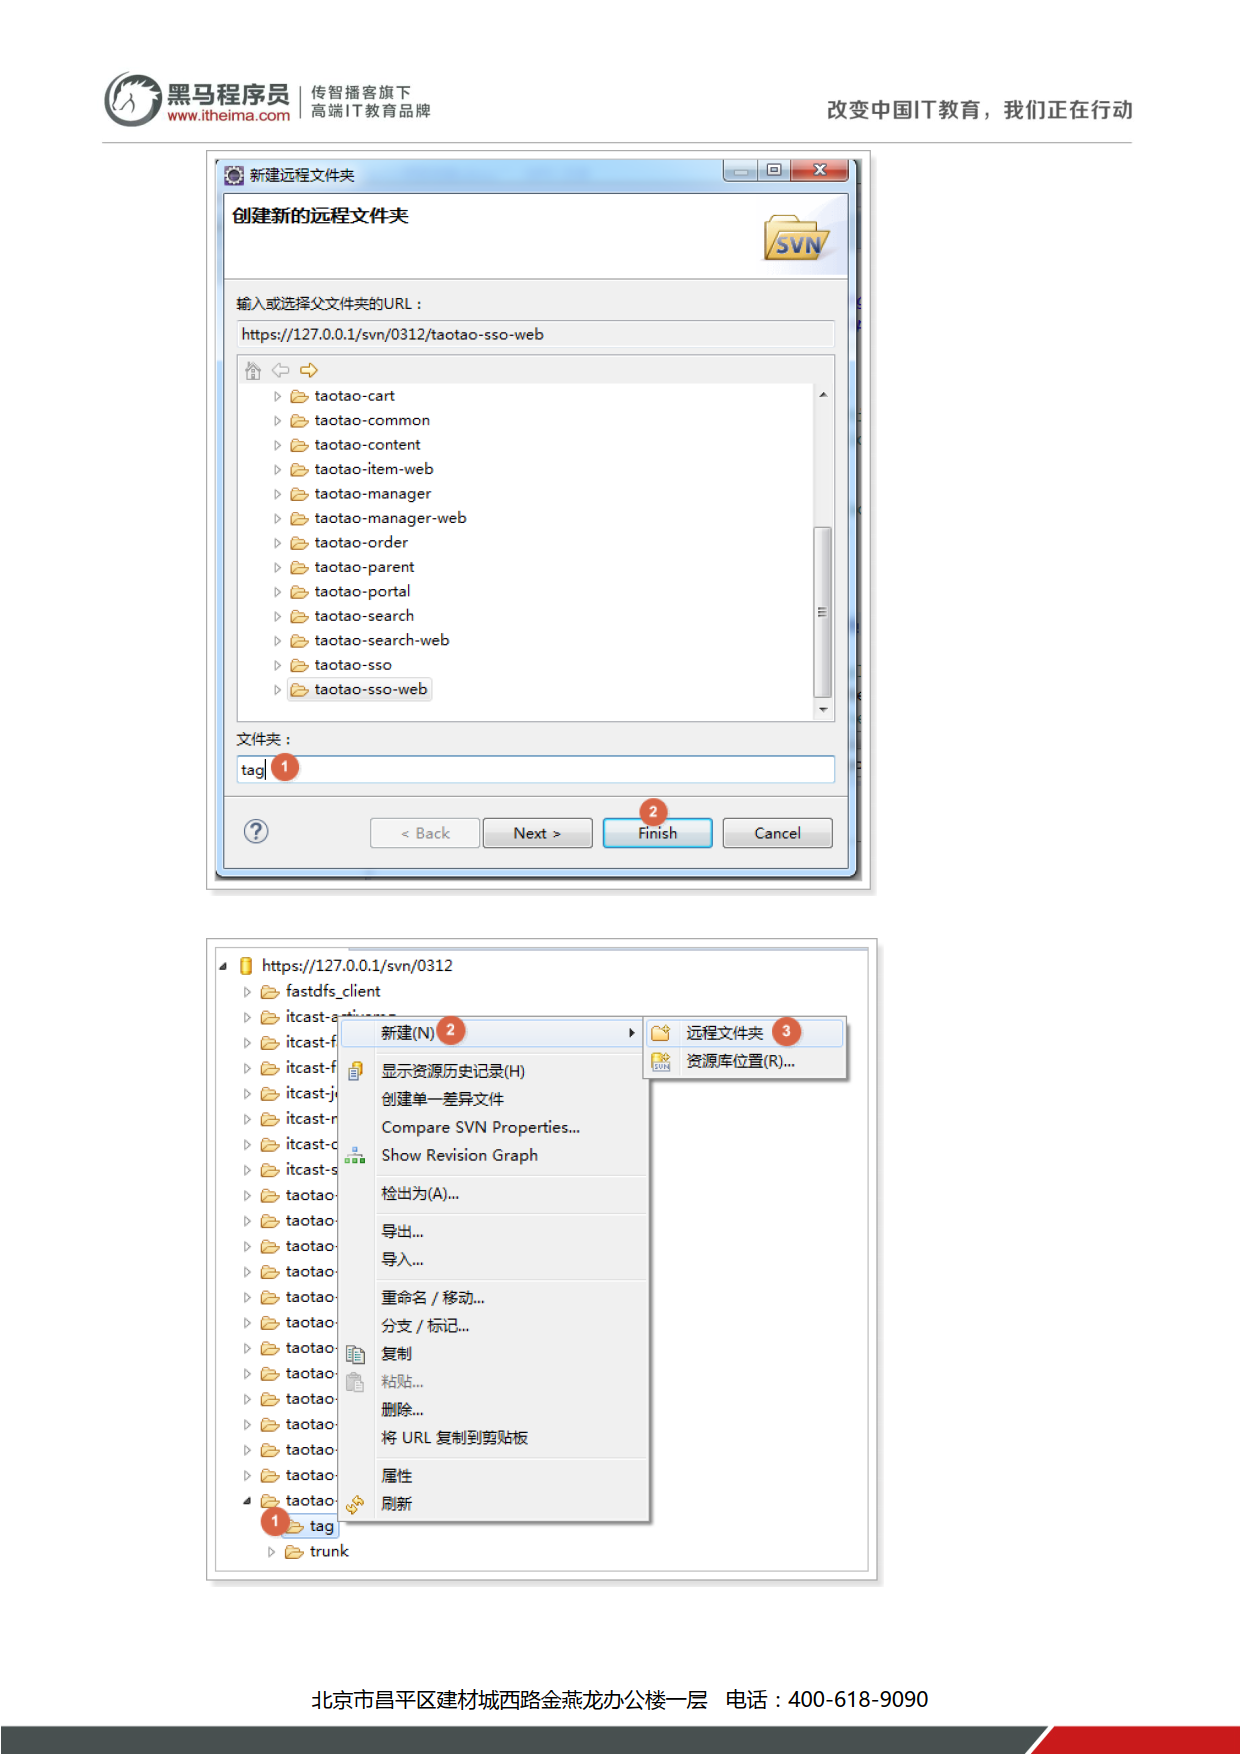 黑马程序员
www.itheima.com
传智播客旗下
高端IT教育品牌
改变中国IT教育，我们正在行动
新建远程文件夹
创建新的远程文件夹
SVN
输入或选择父文件夹的URL：
https://127.0.0.1/svn/0312/taotao-sso-web
taotao-cart
taotao-common
taotao-content
taotao-item-web
taotao-manager
taotao-manager-web
taotao-order
taotao-parent
taotao-portal
taotao-search
taotao-search-web
taotao-sso
taotao-sso-web
文件夹：
tag 1
2
< Back Next > Finish Cancel
https://127.0.0.1/svn/0312
fastdfs_client
itcast-activemq
itcast-f
itcast-f
itcast-j
itcast-r
itcast-c
itcast-s
taotao-
taotao-
taotao-
taotao-
taotao-
taotao-
taotao-
taotao-
taotao-
taotao-
taotao-
taotao-
taotao-
1 tag
trunk
新建(N) 2
显示资源历史记录(H)
创建单一差异文件
Compare SVN Properties...
Show Revision Graph
检出为(A)...
导出...
导入...
重命名 / 移动...
分支 / 标记...
复制
粘贴...
删除...
将 URL 复制到剪贴板
属性
刷新
远程文件夹 3
资源库位置(R)...
北京市昌平区建材城西路金燕龙办公楼一层 电话：400-618-9090